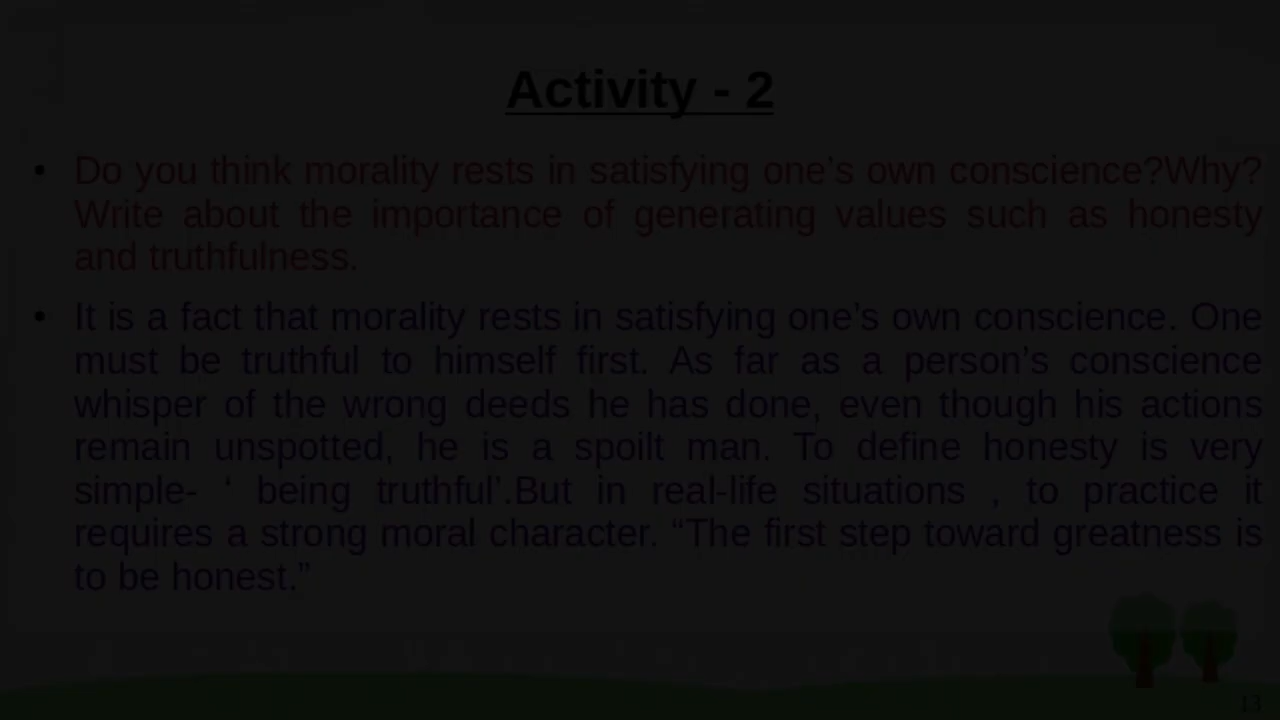 Activity - 2
• Do you think morality rests in satisfying one’s own conscience?Why?
Write about the importance of generating values such as honesty
and truthfulness.
• It is a fact that morality rests in satisfying one’s own conscience. One
must be truthful to himself first. As far as a person’s conscience
whisper of the wrong deeds he has done, even though his actions
remain unspotted, he is a spoilt man. To define honesty is very
simple- ‘ being truthful’.But in real-life situations , to practice it
requires a strong moral character. “The first step toward greatness is
to be honest.”
13